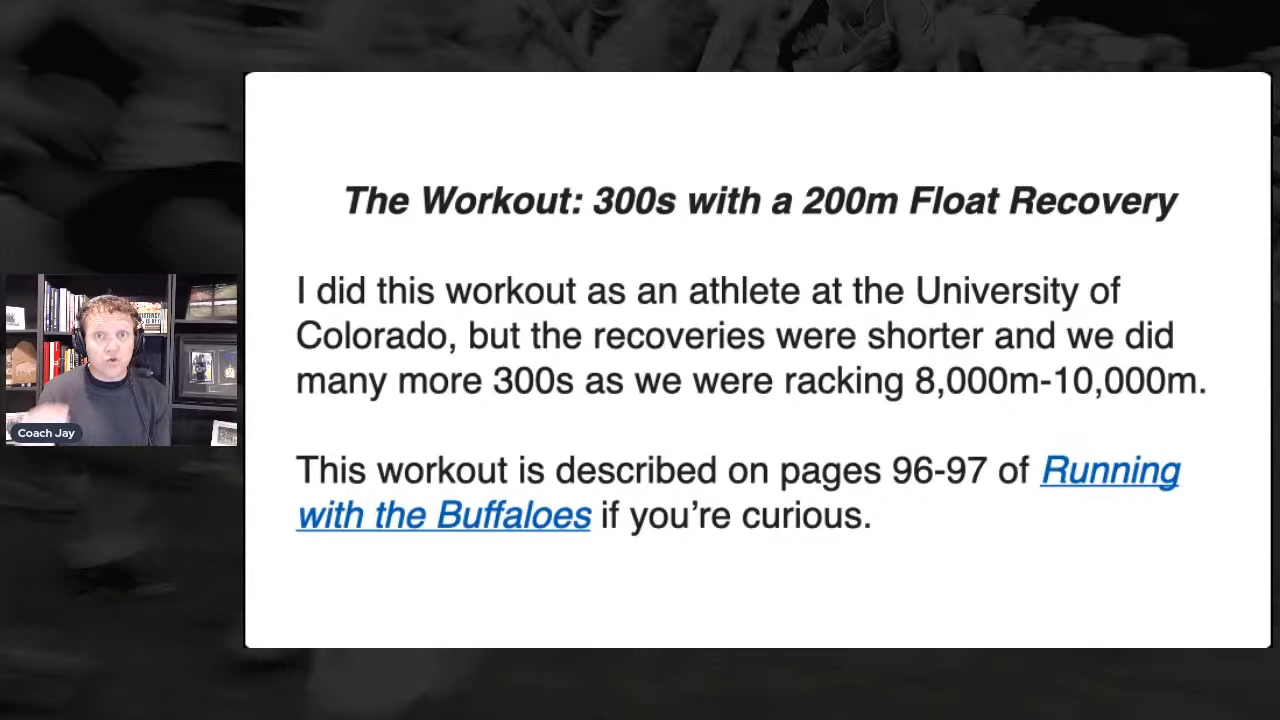 The Workout: 300s with a 200m Float Recovery
I did this workout as an athlete at the University of
Colorado, but the recoveries were shorter and we did
many more 300s as we were racking 8,000m-10,000m.
This workout is described on pages 96-97 of Running
with the Buffaloes if you’re curious.
Coach Jay